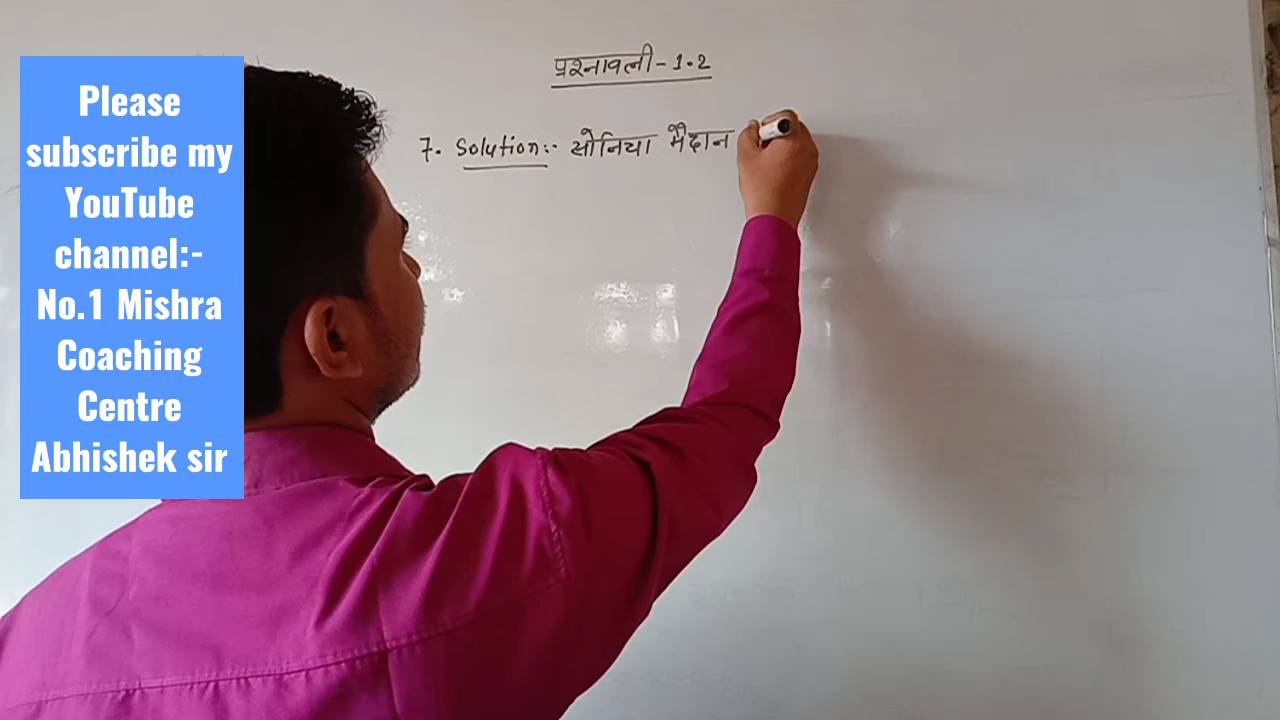 Please
subscribe my
YouTube
channel:-
No.1 Mishra
Coaching
Centre
Abhishek sir
प्रश्नावली - 1.2
7. Solution:- सोनिया मैदान